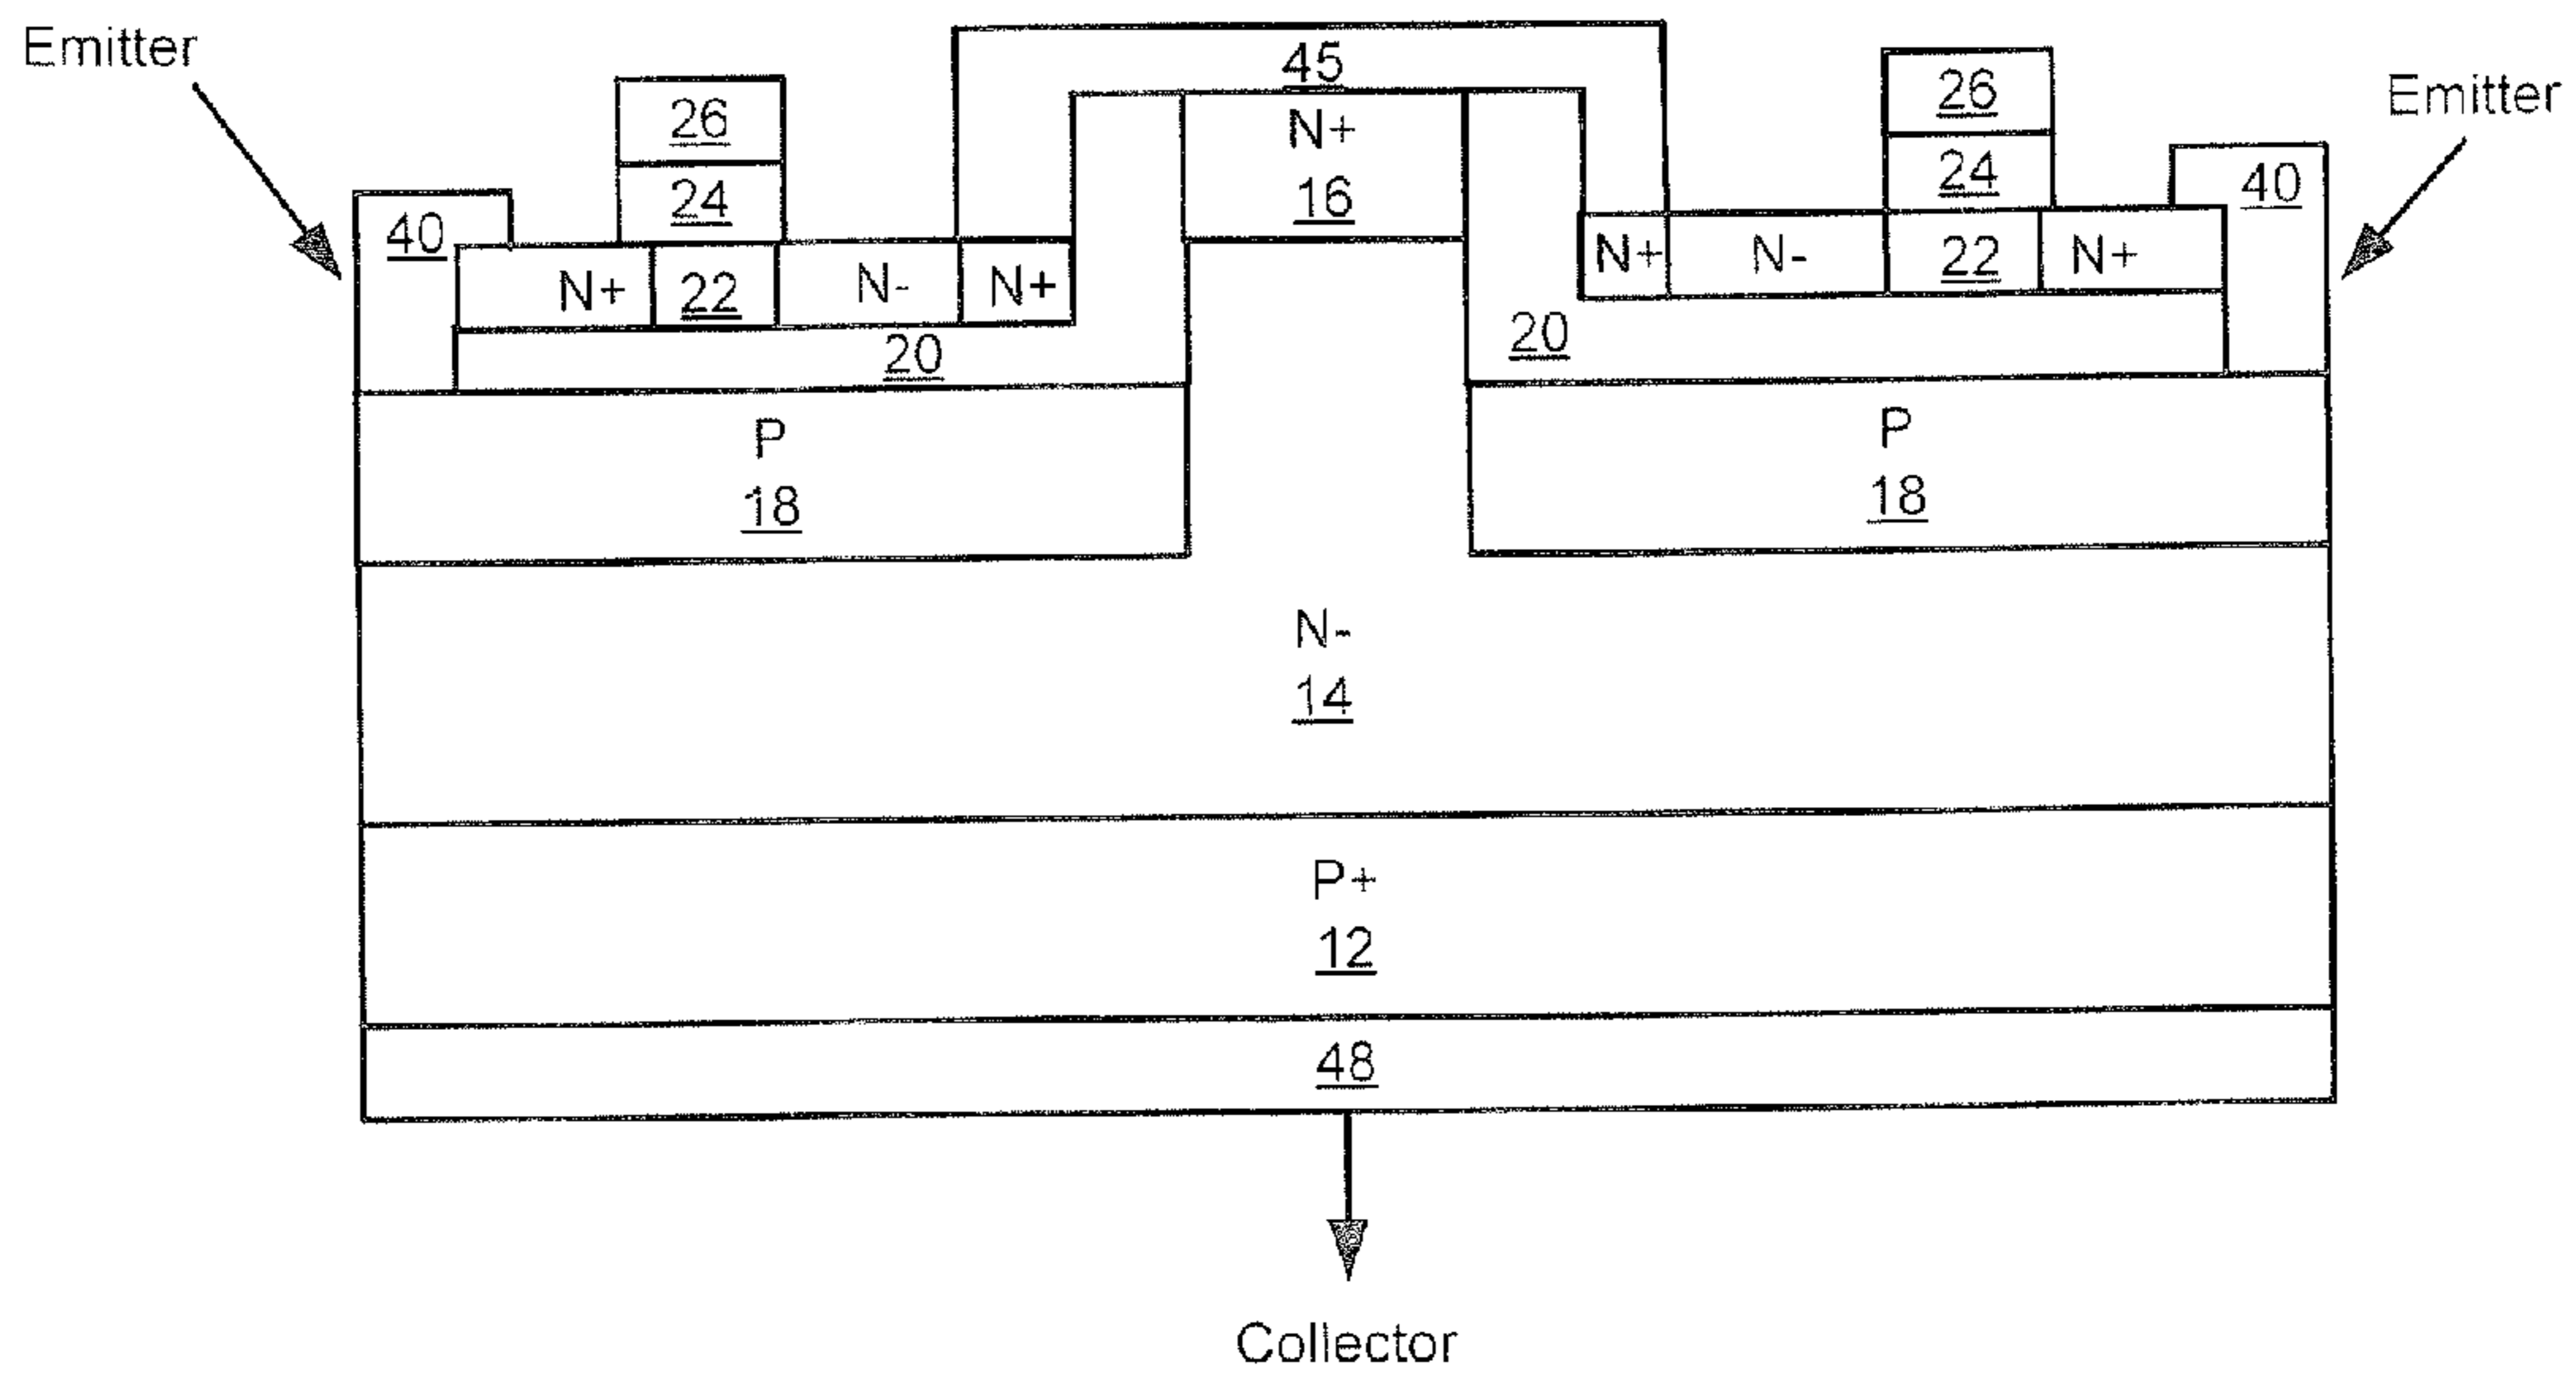 Emitter
45
26
26
Emitter
N+
24
24
16
40
40
N+
22
N-
N+
N+
N-
22
N+
20
20
P
P
18
18
N-
14
P+
12
48
Collector